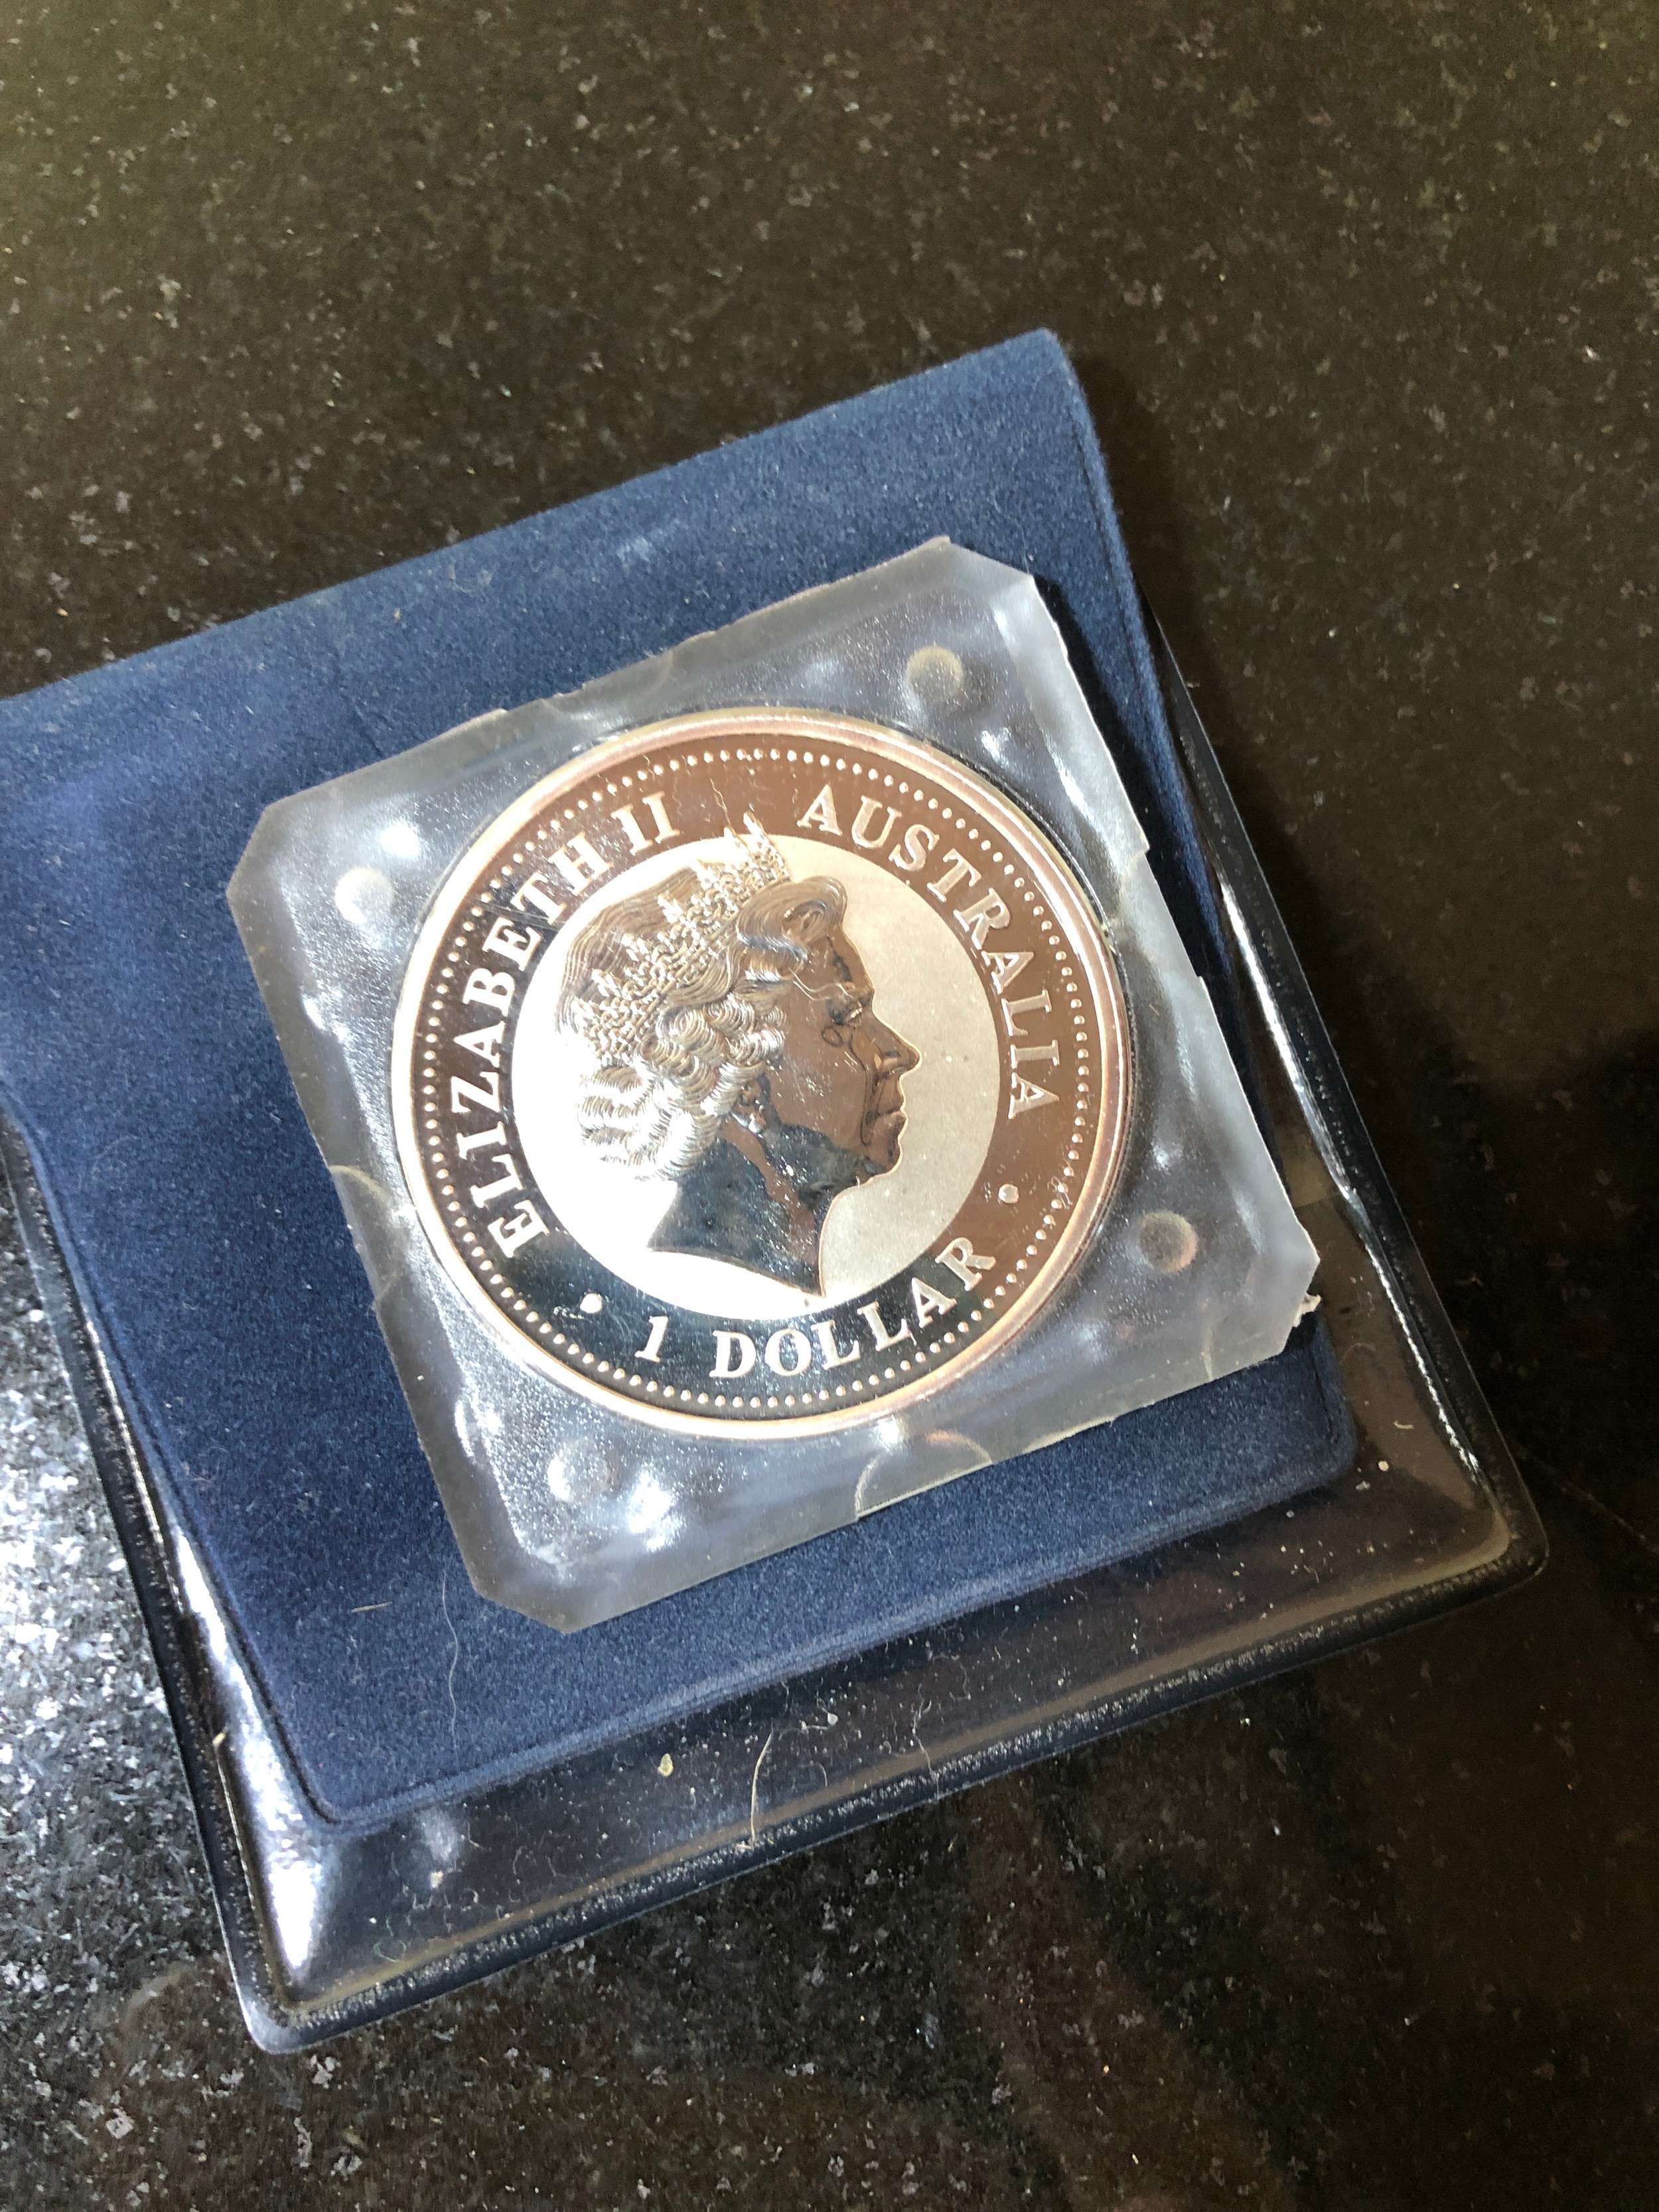 ELIZABETH II AUSTRALIA
• 1 DOLLAR •